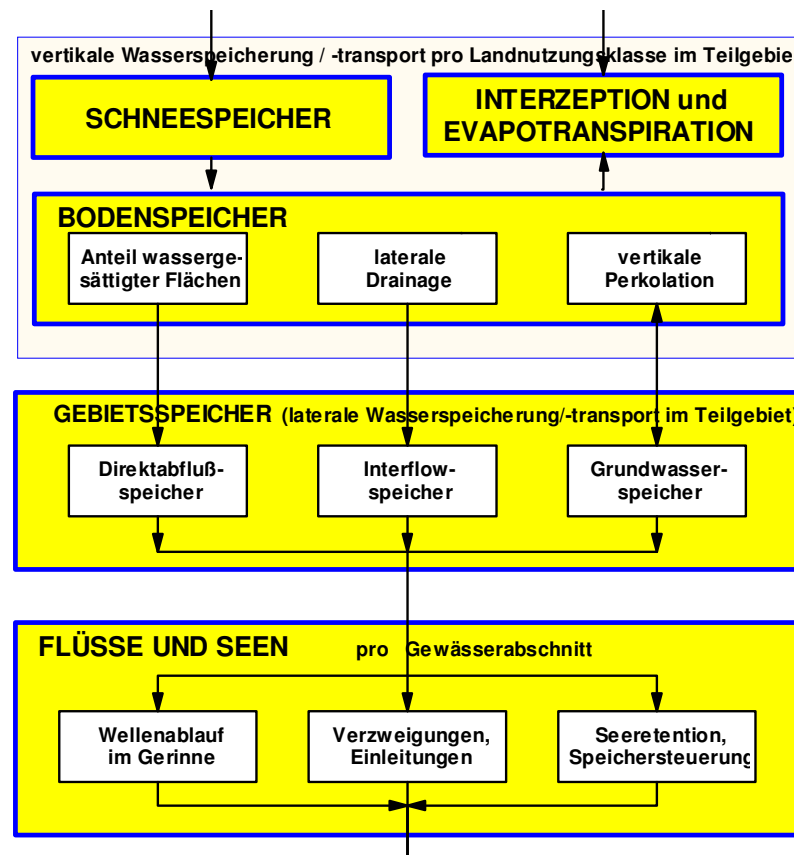 vertikale Wasserspeicherung / -transport pro Landnutzungsklasse im Teilgebie
SCHNEESPEICHER
INTERZEPTION und
EVAPOTRANSPIRATION
BODENSPEICHER
Anteil wasserge-
sättigter Flächen
laterale
Drainage
vertikale
Perkolation
GEBIETSSPEICHER (laterale Wasserspeicherung/-transport im Teilgebiet)
Direktabfluß-
speicher
Interflow-
speicher
Grundwasser-
speicher
FLÜSSE UND SEEN pro Gewässerabschnitt
Wellenablauf
im Gerinne
Verzweigungen,
Einleitungen
Seeretention,
Speichersteuerung